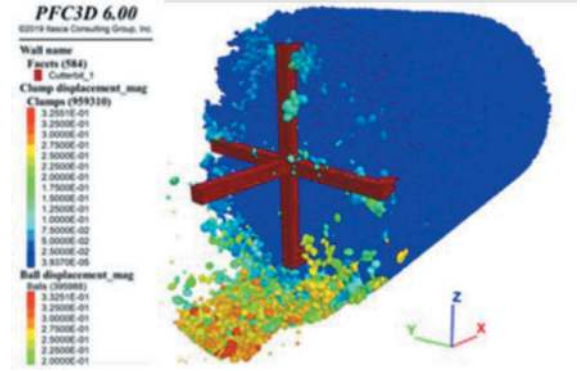 PFC3D 6.00
©2019 Itasca Consulting Group, Inc.
Wall name
Facets (584)
Cutterbit_1
Clump displacement_mag
Clumps (959310)
3.2551E-01
3.2500E-01
3.0000E-01
2.7500E-01
2.5000E-01
2.2500E-01
2.0000E-01
1.7500E-01
1.5000E-01
1.2500E-01
1.0000E-01
7.5000E-02
5.0000E-02
2.5000E-02
3.9370E-05
Ball displacement_mag
Balls (395988)
3.3251E-01
3.2500E-01
3.0000E-01
2.7500E-01
2.5000E-01
2.2500E-01
2.0000E-01
Z
Y
X